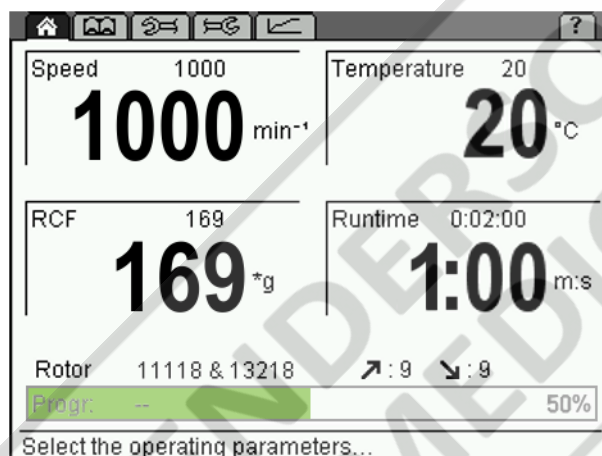 ?
Speed 1000
1000 min⁻¹
Temperature 20
20 °C
RCF 169
169 *g
Runtime 0:02:00
1:00 m:s
Rotor 11118 & 13218 ↗ : 9 ↘ : 9
Progr: -- 50%
Select the operating parameters...